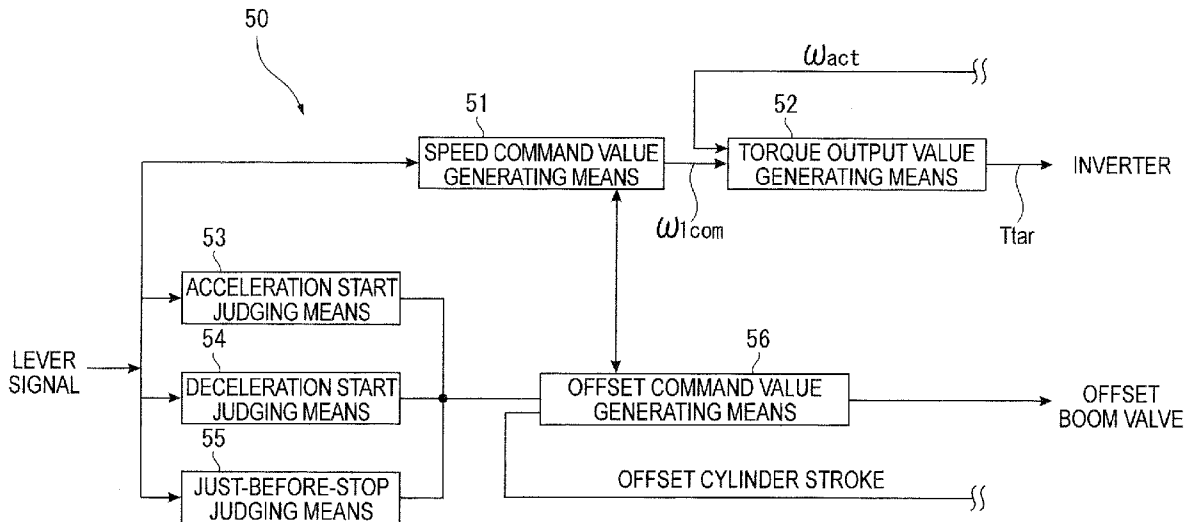 50
ωact
51
52
SPEED COMMAND VALUE
GENERATING MEANS
TORQUE OUTPUT VALUE
GENERATING MEANS
INVERTER
ω1com
Ttar
53
ACCELERATION START
JUDGING MEANS
LEVER
SIGNAL
54
DECELERATION START
JUDGING MEANS
56
OFFSET COMMAND VALUE
GENERATING MEANS
OFFSET
BOOM VALVE
55
JUST-BEFORE-STOP
JUDGING MEANS
OFFSET CYLINDER STROKE